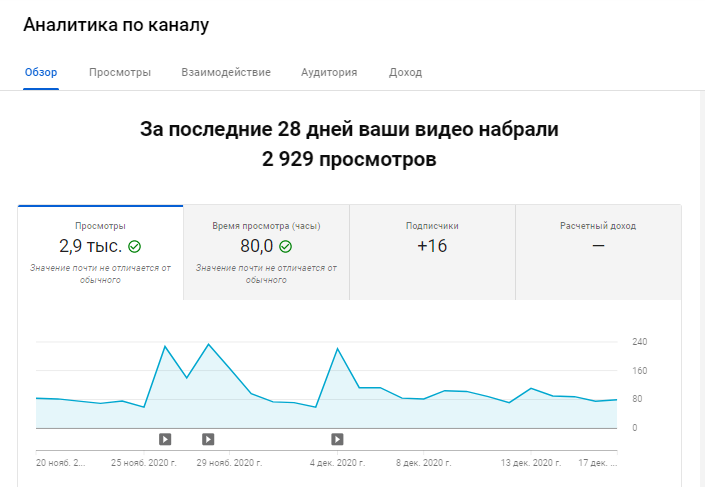 Аналитика по каналу
Обзор Просмотры Взаимодействие Аудитория Доход
За последние 28 дней ваши видео набрали
2 929 просмотров
Просмотры Время просмотра (часы) Подписчики Расчетный доход
2,9 тыс. 80,0 +16 —
Значение почти не отличается от Значение почти не отличается от
обычного обычного
240
160
80
0
20 нояб. 2... 25 нояб. 2020 г. 29 нояб. 2020 г. 4 дек. 2020 г. 8 дек. 2020 г. 13 дек. 2020 г. 17 дек. ...